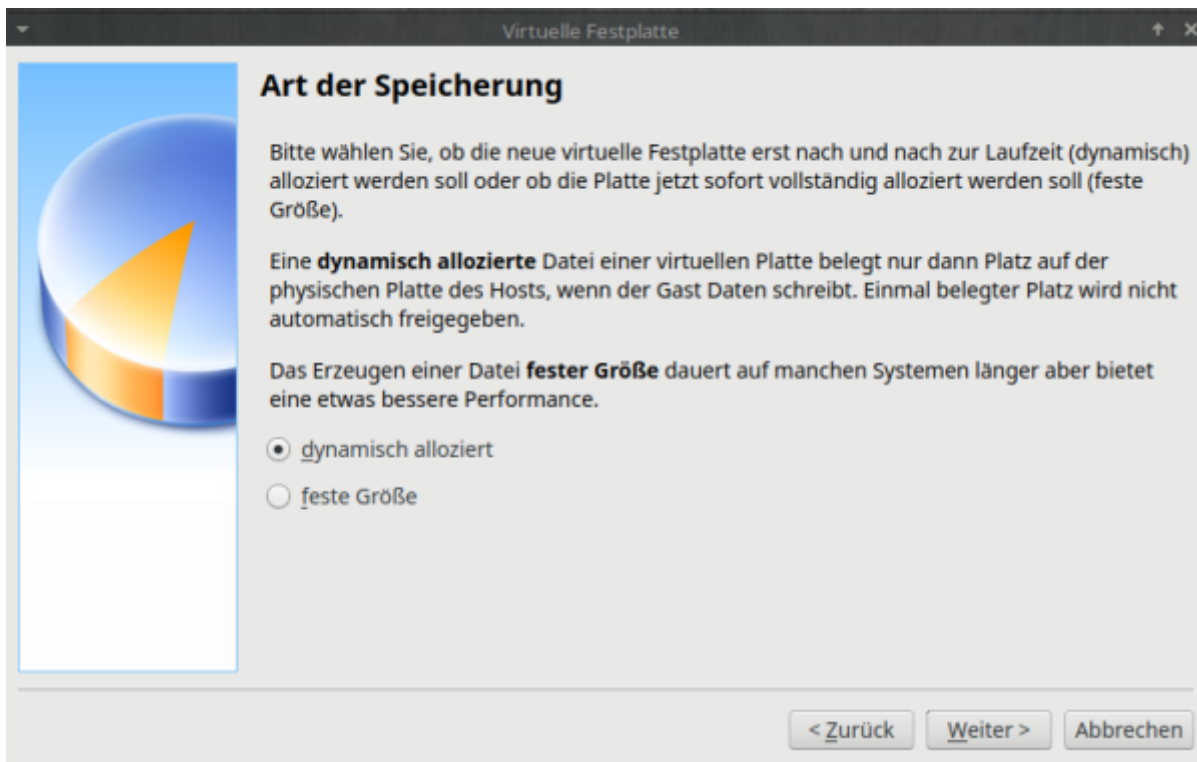 Virtuelle Festplatte
Art der Speicherung
Bitte wählen Sie, ob die neue virtuelle Festplatte erst nach und nach zur Laufzeit (dynamisch)
alloziert werden soll oder ob die Platte jetzt sofort vollständig alloziert werden soll (feste
Größe).
Eine dynamisch allozierte Datei einer virtuellen Platte belegt nur dann Platz auf der
physischen Platte des Hosts, wenn der Gast Daten schreibt. Einmal belegter Platz wird nicht
automatisch freigegeben.
Das Erzeugen einer Datei fester Größe dauert auf manchen Systemen länger aber bietet
eine etwas bessere Performance.
dynamisch alloziert
feste Größe
< Zurück Weiter > Abbrechen